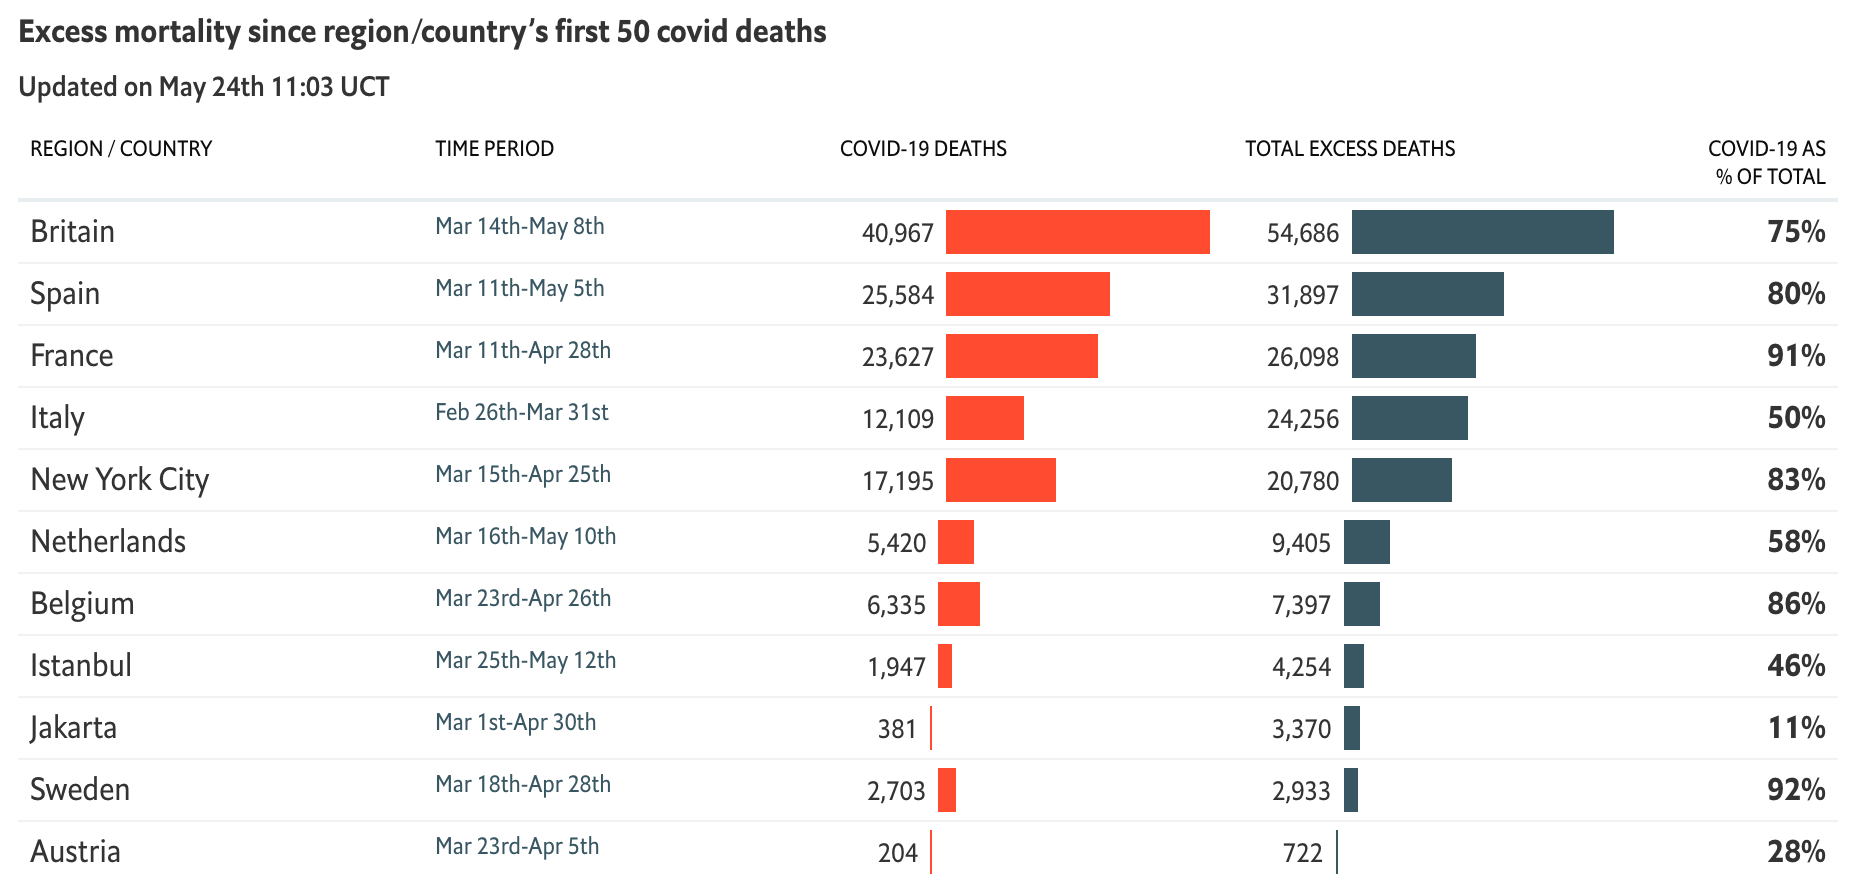 Excess mortality since region/country’s first 50 covid deaths
Updated on May 24th 11:03 UCT
REGION / COUNTRY TIME PERIOD COVID-19 DEATHS TOTAL EXCESS DEATHS COVID-19 AS
% OF TOTAL
Britain Mar 14th-May 8th 40,967 54,686 75%
Spain Mar 11th-May 5th 25,584 31,897 80%
France Mar 11th-Apr 28th 23,627 26,098 91%
Italy Feb 26th-Mar 31st 12,109 24,256 50%
New York City Mar 15th-Apr 25th 17,195 20,780 83%
Netherlands Mar 16th-May 10th 5,420 9,405 58%
Belgium Mar 23rd-Apr 26th 6,335 7,397 86%
Istanbul Mar 25th-May 12th 1,947 4,254 46%
Jakarta Mar 1st-Apr 30th 381 3,370 11%
Sweden Mar 18th-Apr 28th 2,703 2,933 92%
Austria Mar 23rd-Apr 5th 204 722 28%